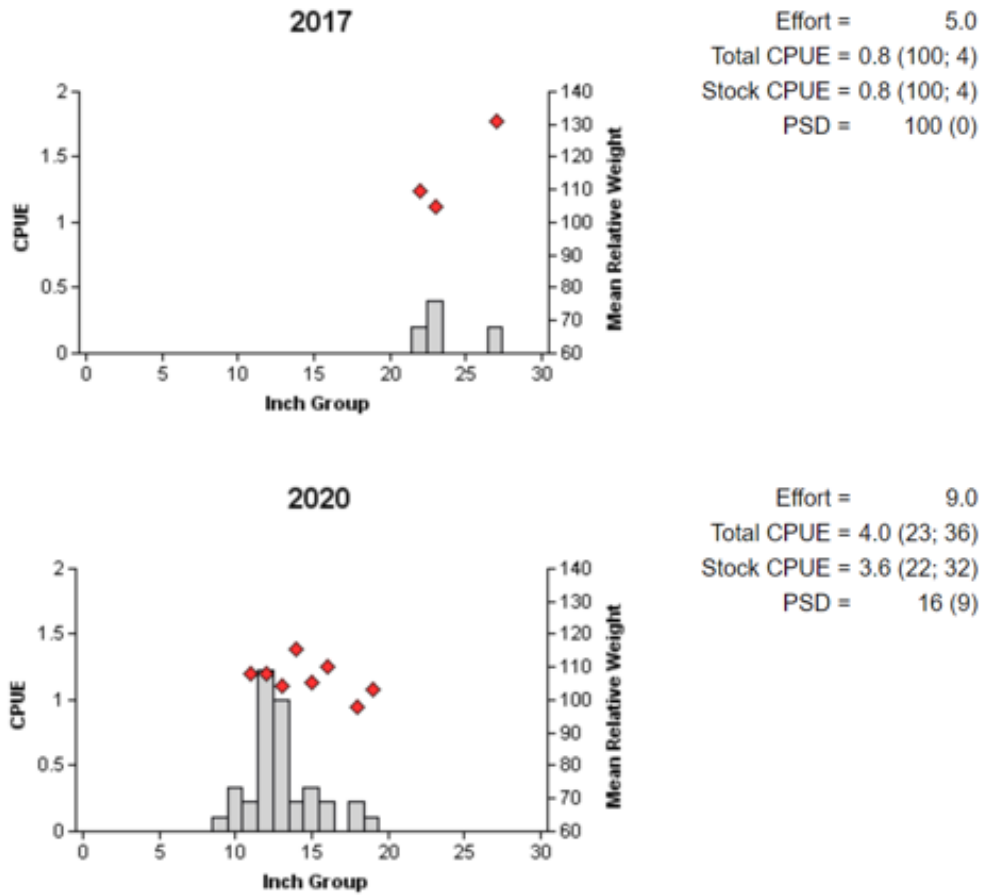 2017
Effort = 5.0
Total CPUE = 0.8 (100; 4)
Stock CPUE = 0.8 (100; 4)
PSD = 100 (0)
2
1.5
1
0.5
0
CPUE
140
130
120
110
100
90
80
70
60
Mean Relative Weight
0 5 10 15 20 25 30
Inch Group
2020
Effort = 9.0
Total CPUE = 4.0 (23; 36)
Stock CPUE = 3.6 (22; 32)
PSD = 16 (9)
2
1.5
1
0.5
0
CPUE
140
130
120
110
100
90
80
70
60
Mean Relative Weight
0 5 10 15 20 25 30
Inch Group